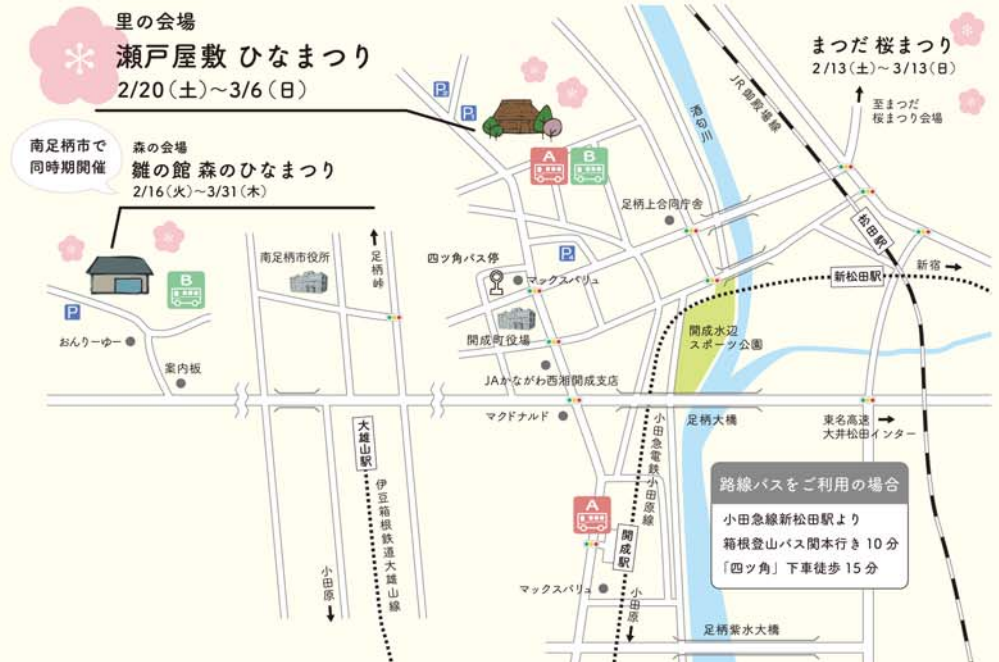 里の会場
瀬戸屋敷 ひなまつり
2/20(土)~3/6(日)
南足柄市で
同時期開催
森の会場
雛の館 森のひなまつり
2/16(火)~3/31(木)
まつだ 桜まつり
2/13(土)~3/13(日)
至まつだ
桜まつり会場
JR御殿場線
酒匂川
P2
P1
A
B
足柄上合同庁舎
松田駅
新松田駅
新宿
P
四ツ角バス停
マックスバリュ
開成町役場
開成水辺
スポーツ公園
JAかながわ西湘開成支店
南足柄市役所
足柄峠
B
P
おんりーゆー
案内板
マクドナルド
足柄大橋
東名高速
大井松田インター
大雄山駅
伊豆箱根鉄道大雄山線
小田原
小田急電鉄小田原線
A
開成駅
マックスバリュ
小田原
足柄紫水大橋
路線バスをご利用の場合
小田急線新松田駅より
箱根登山バス関本行き10分
「四ツ角」下車徒歩15分